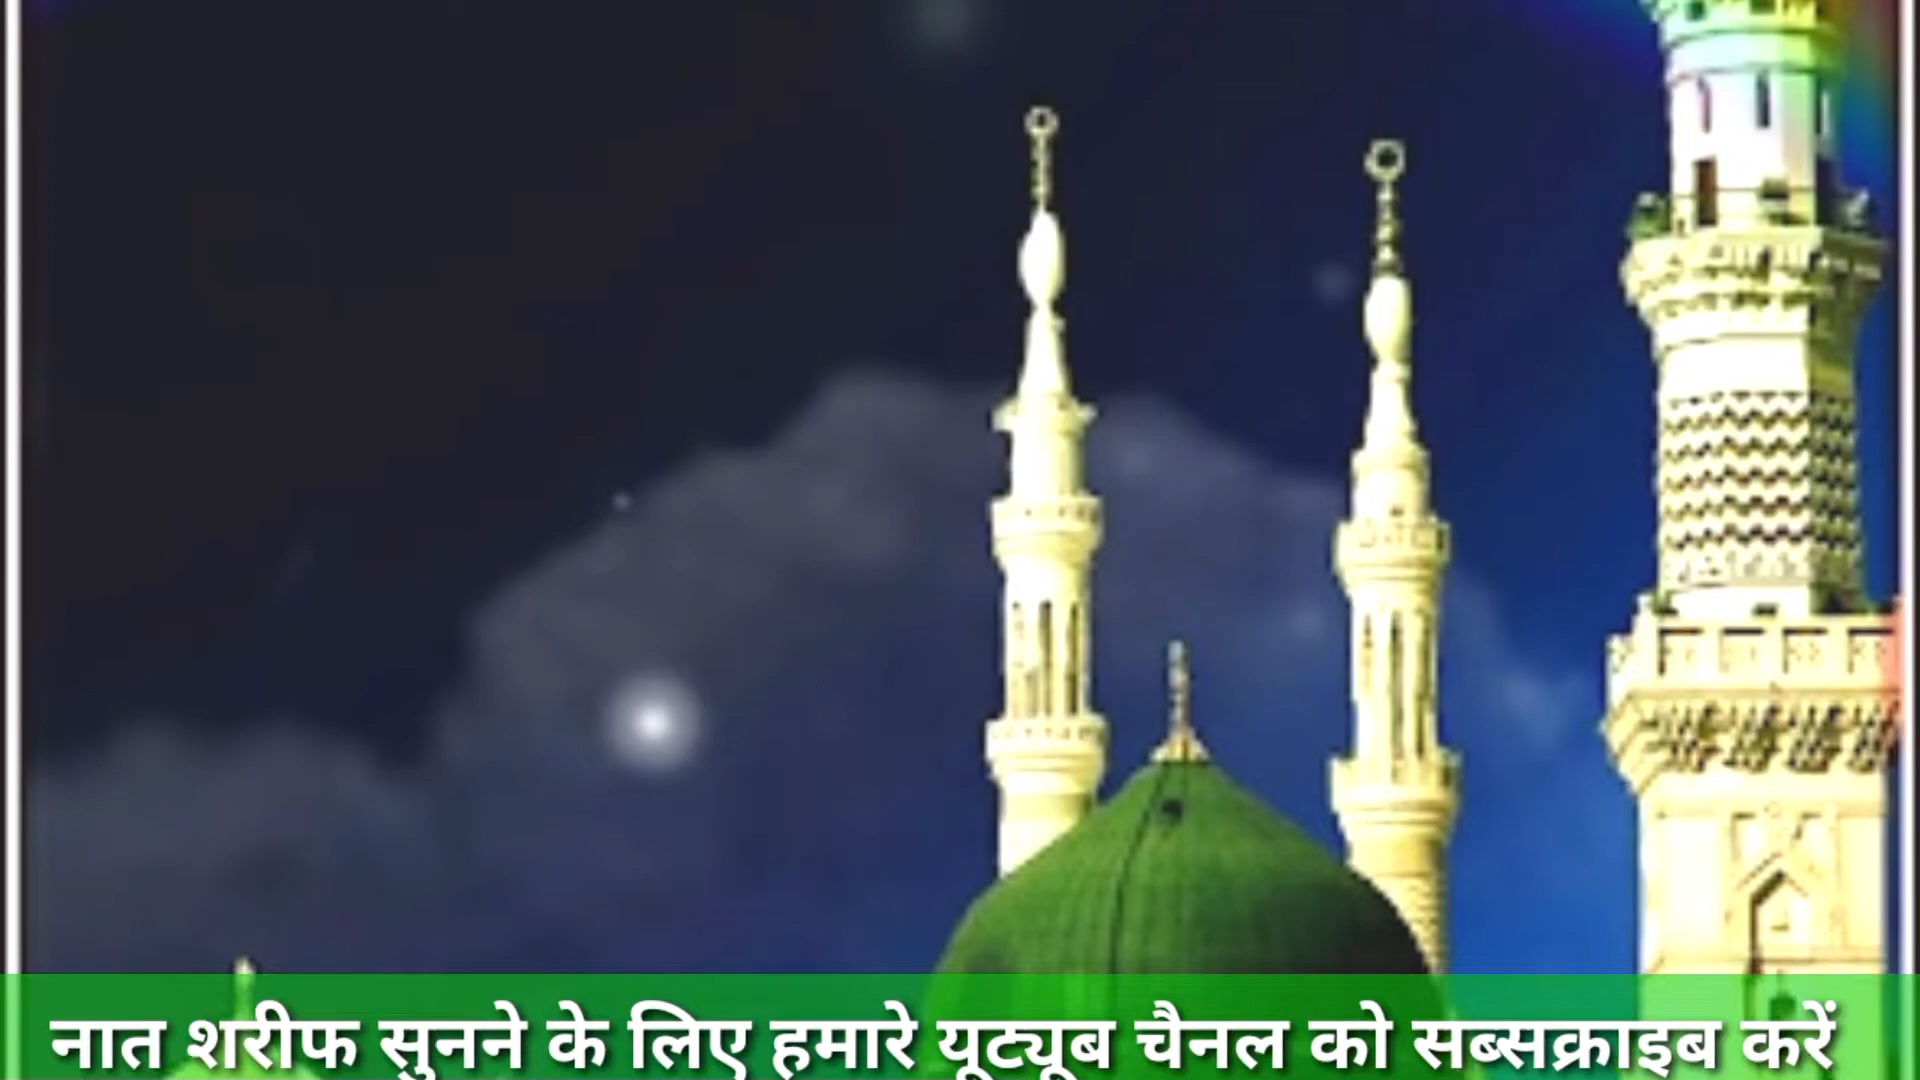 नात शरीफ सुनने के लिए हमारे यूट्यूब चैनल को सब्सक्राइब करें